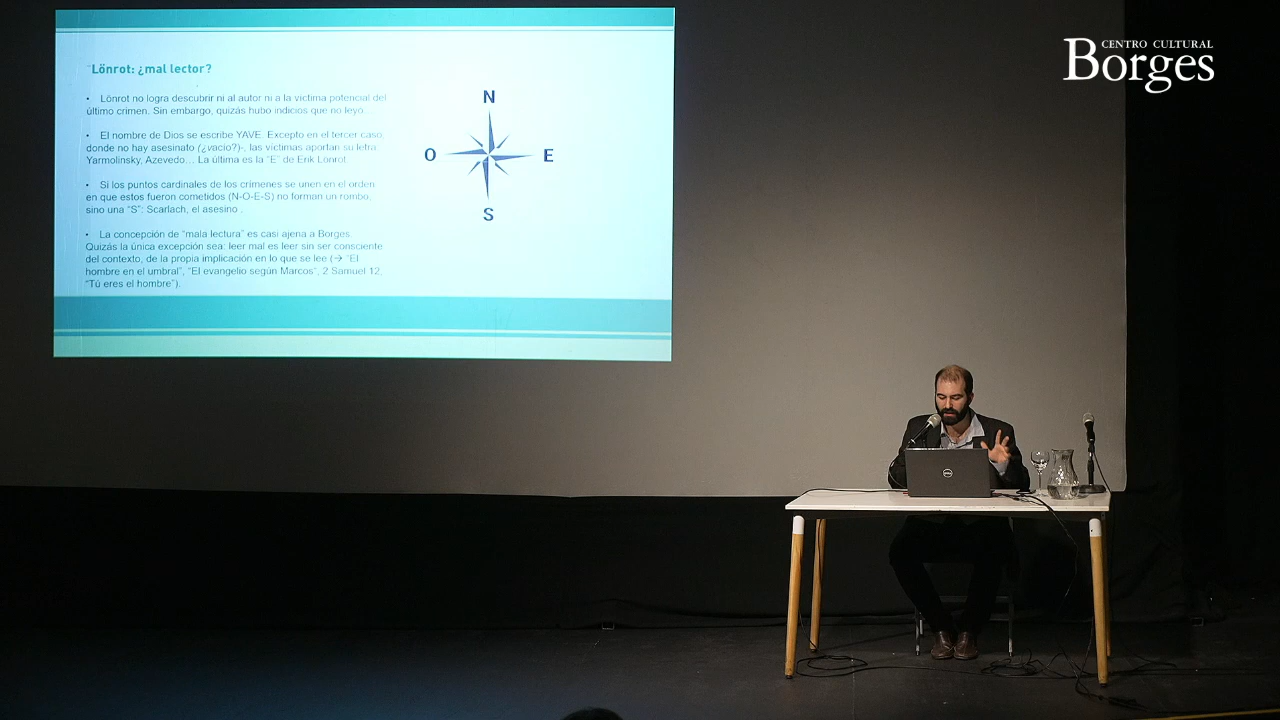 CENTRO CULTURAL
Borges
Lönrot: ¿mal lector?
• Lönrot no logra descubrir ni al autor ni a la víctima potencial del
último crimen. Sin embargo, quizás hubo indicios que no leyó.
• El nombre de Dios se escribe YAVE. Excepto en el tercer caso,
donde no hay asesinato (¿vacío?)-, las víctimas aportan su letra:
Yarmolinsky, Azevedo... La última es la "E" de Erik Lönrot.
• Si los puntos cardinales de los crímenes se unen en el orden
en que estos fueron cometidos (N-O-E-S) no forman un rombo,
sino una "S": Scarlach, el asesino .
• La concepción de "mala lectura" es casi ajena a Borges.
Quizás la única excepción sea: leer mal es leer sin ser consciente
del contexto, de la propia implicación en lo que se lee (→ "El
hombre en el umbral", "El evangelio según Marcos", 2 Samuel 12,
"Tú eres el hombre").
N
O
E
S
DELL